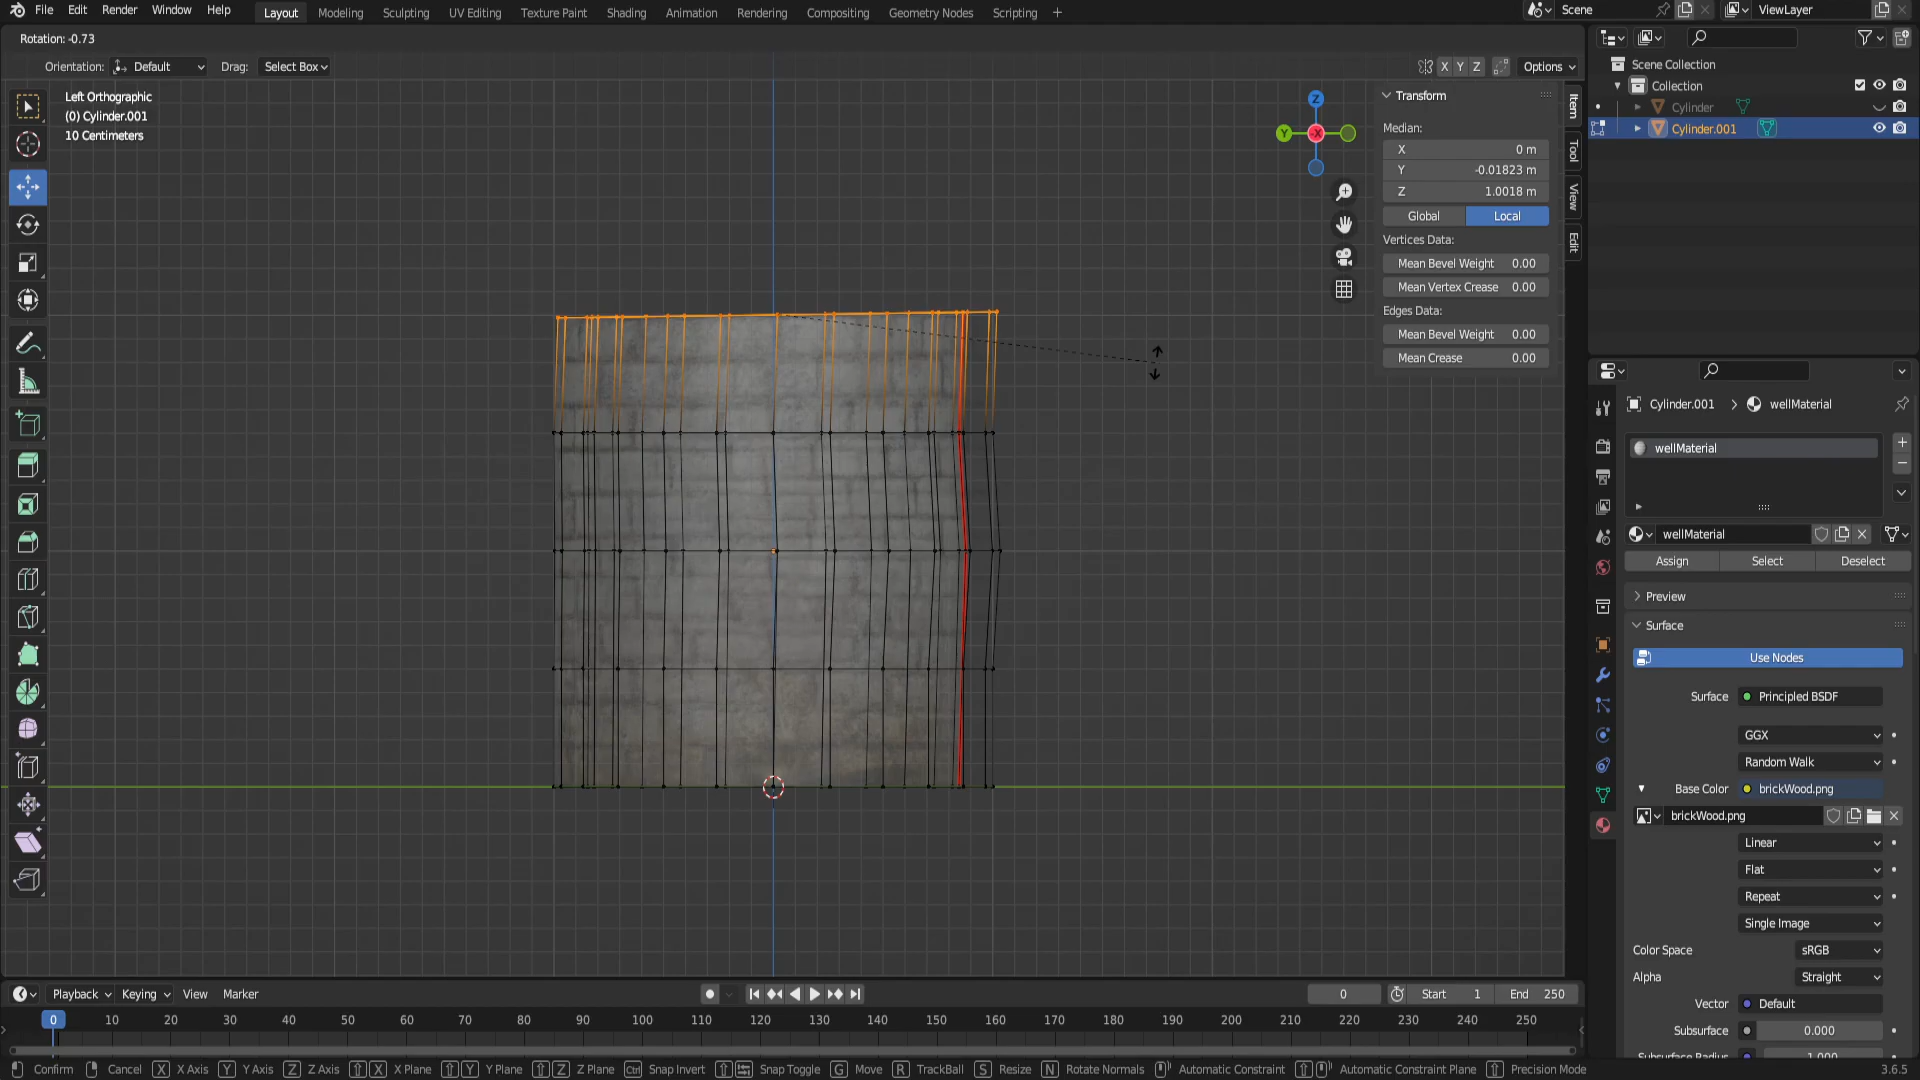 File Edit Render Window Help Layout Modeling Sculpting UV Editing Texture Paint Shading Animation Rendering Compositing Geometry Nodes Scripting + Scene ViewLayer
Rotation: -0.73
Orientation: Default Drag: Select Box X Y Z Options
Left Orthographic
(0) Cylinder.001
10 Centimeters
Z
Y
-X
Transform
Median:
X 0 m
Y -0.01823 m
Z 1.0018 m
Global Local
Vertices Data:
Mean Bevel Weight 0.00
Mean Vertex Crease 0.00
Edges Data:
Mean Bevel Weight 0.00
Mean Crease 0.00
Item
Tool
View
Edit
Scene Collection
Collection
Cylinder
Cylinder.001
Cylinder.001 > wellMaterial
wellMaterial
wellMaterial
Assign Select Deselect
Preview
Surface
Use Nodes
Surface Principled BSDF
GGX
Random Walk
Base Color brickWood.png
brickWood.png
Linear
Flat
Repeat
Single Image
Color Space sRGB
Alpha Straight
Vector Default
Subsurface 0.000
Subsurface Radius 1.000
Playback Keying View Marker 0 Start 1 End 250
0 10 20 30 40 50 60 70 80 90 100 110 120 130 140 150 160 170 180 190 200 210 220 230 240 250
Confirm Cancel X X Axis Y Y Axis Z Z Axis X X Plane Y Y Plane Z Z Plane Ctrl Snap Invert Snap Toggle G Move R TrackBall S Resize N Rotate Normals Automatic Constraint Automatic Constraint Plane Precision Mode 3.6.5